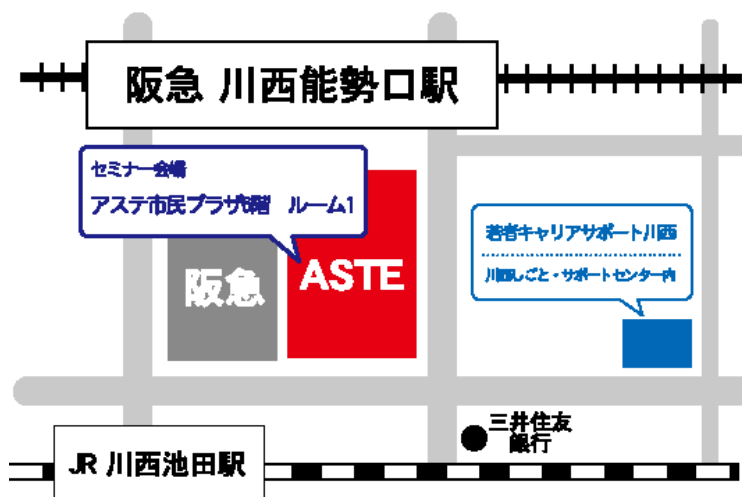 阪急 川西能勢口駅
セミナー会場
アステ市民プラザ6階 ルーム1
阪急
ASTE
若者キャリアサポート川西
川西しごと・サポートセンター内
三井住友
銀行
JR 川西池田駅